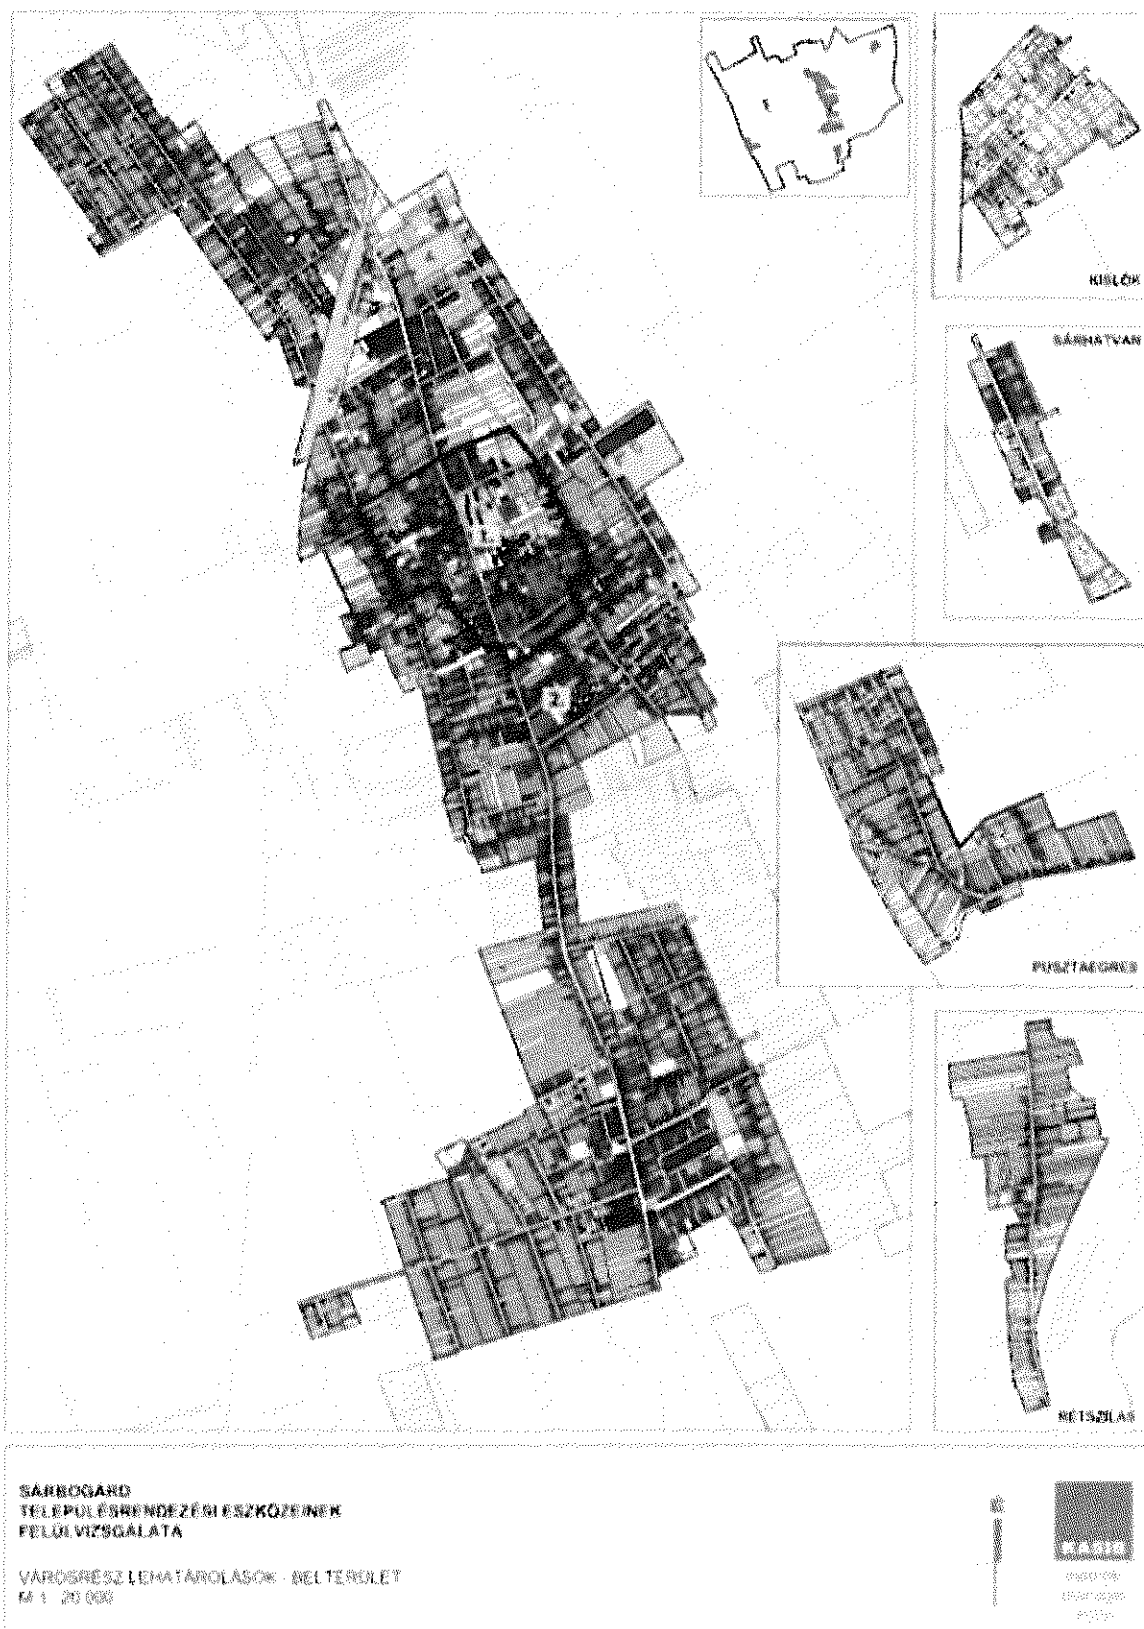 KISLÓK
SÁRHATVAN
PUSZTAEGRES
RÉTSZILAS
SÁRBOGÁRD
TELEPÜLÉSRENDEZÉSI ESZKÖZEINEK
FELÜLVIZSGÁLATA
VÁROSRÉSZ LEHATÁROLÁSOK - BELTERÜLET
M 1 : 20 000
É